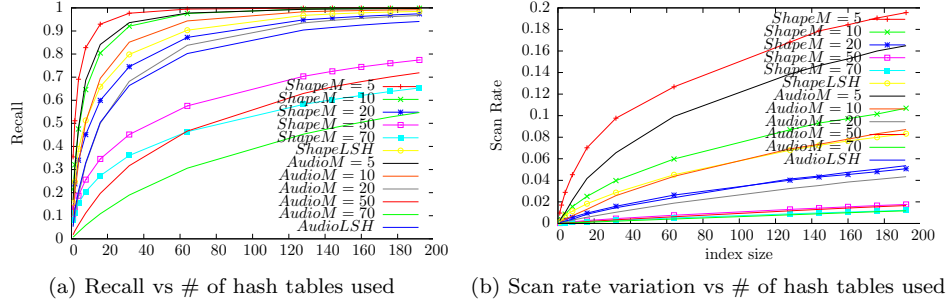 1
0.9
0.8
0.7
0.6
0.5
0.4
0.3
0.2
0.1
0
Recall
0 20 40 60 80 100 120 140 160 180 200
ShapeM = 5
ShapeM = 10
ShapeM = 20
ShapeM = 50
ShapeM = 70
ShapeLSH
AudioM = 5
AudioM = 10
AudioM = 20
AudioM = 50
AudioM = 70
AudioLSH
(a) Recall vs # of hash tables used
0.2
0.18
0.16
0.14
0.12
0.1
0.08
0.06
0.04
0.02
0
Scan Rate
0 20 40 60 80 100 120 140 160 180 200
index size
ShapeM = 5
ShapeM = 10
ShapeM = 20
ShapeM = 50
ShapeM = 70
ShapeLSH
AudioM = 5
AudioM = 10
AudioM = 20
AudioM = 50
AudioM = 70
AudioLSH
(b) Scan rate variation vs # of hash tables used